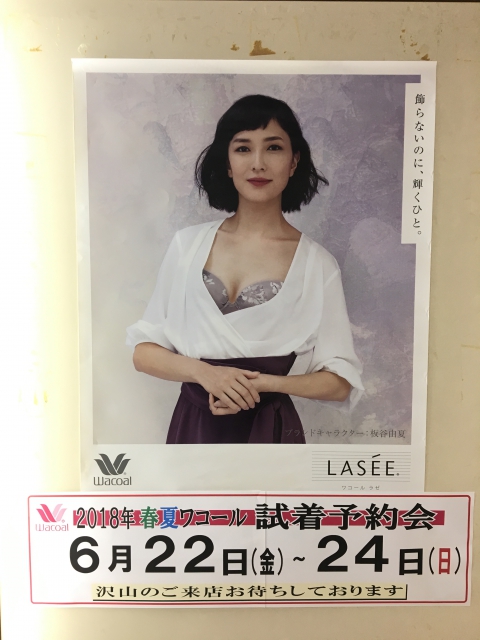 飾らないのに、輝くひと。
ブランドキャラクター：板谷由夏
Wacoal
LASÉE
ワコール ラゼ
Wacoal 2018年 春夏ワコール 試着予約会
6月22日(金)~24日(日)
沢山のご来店お待ちしております